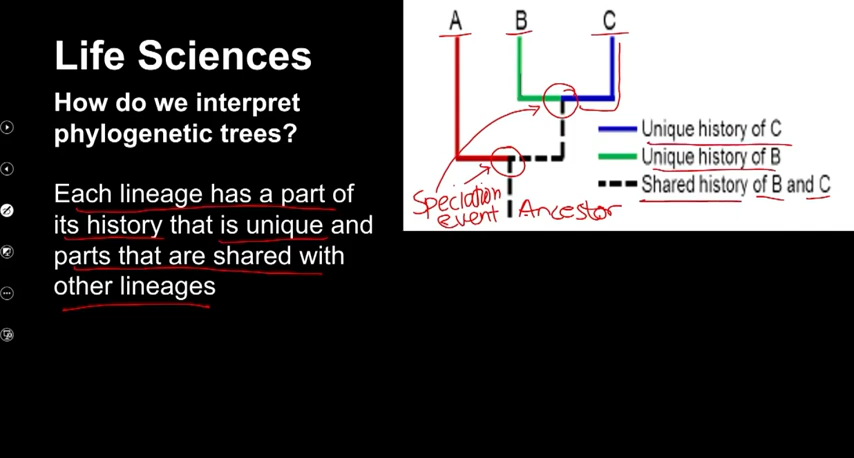 Life Sciences
How do we interpret
phylogenetic trees?
Each lineage has a part of
its history that is unique and
parts that are shared with
other lineages
A B C
Unique history of C
Unique history of B
Shared history of B and C
Speciation
event
Ancestor